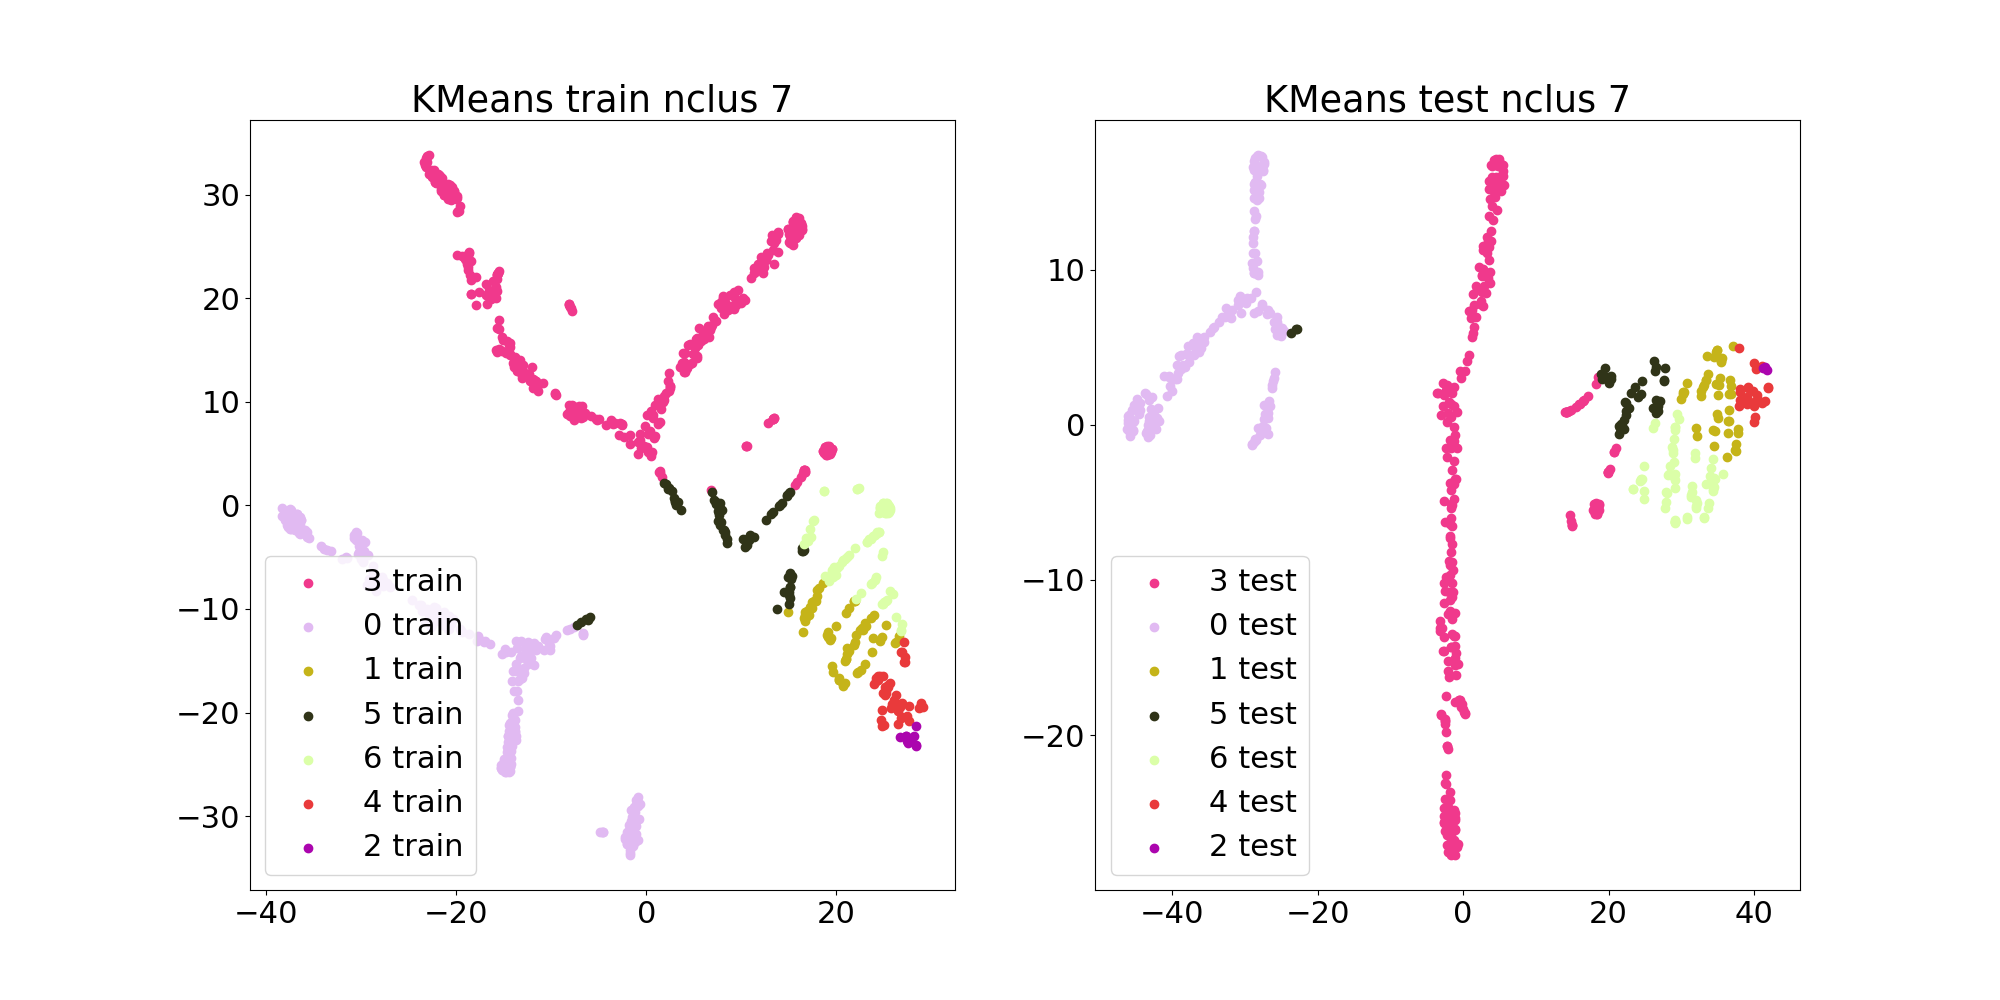 KMeans train nclus 7
30
20
10
0
−10
−20
−30
−40
−20
0
20
3 train
0 train
1 train
5 train
6 train
4 train
2 train
KMeans test nclus 7
10
0
−10
−20
−40
−20
0
20
40
3 test
0 test
1 test
5 test
6 test
4 test
2 test